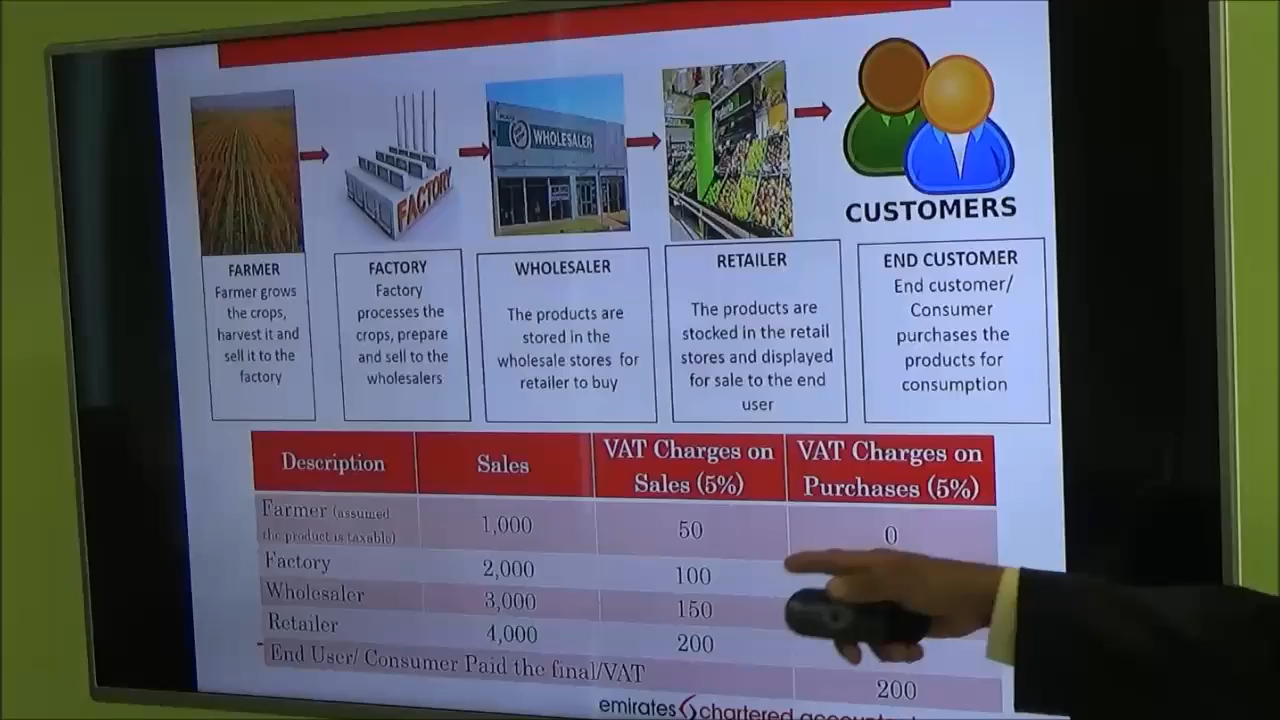 WHOLESALER
FACTORY
CUSTOMERS
FARMER
Farmer grows
the crops,
harvest it and
sell it to the
factory
FACTORY
Factory
processes the
crops, prepare
and sell to the
wholesalers
WHOLESALER
The products are
stored in the
wholesale stores for
retailer to buy
RETAILER
The products are
stocked in the retail
stores and displayed
for sale to the end
user
END CUSTOMER
End customer/
Consumer
purchases the
products for
consumption
Description
Sales
VAT Charges on
Sales (5%)
VAT Charges on
Purchases (5%)
Farmer (assumed
the product is taxable)
1,000
50
0
Factory
2,000
100
Wholesaler
3,000
150
Retailer
4,000
200
End User/ Consumer Paid the final/VAT
200
emirates chartered